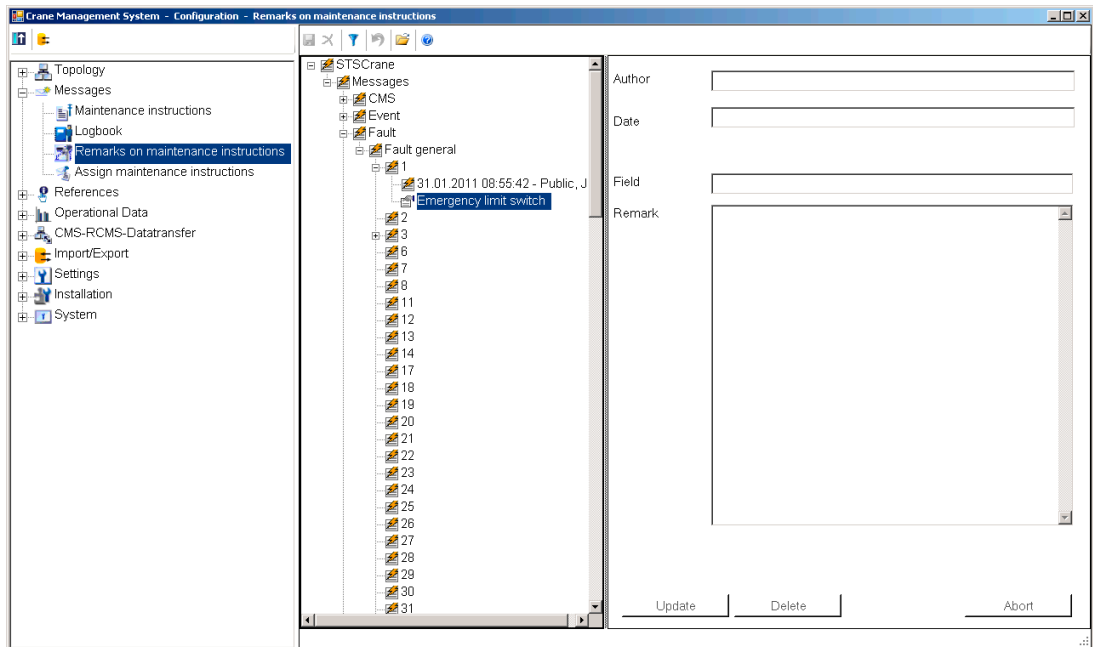 Crane Management System - Configuration - Remarks on maintenance instructions
Topology
Messages
Maintenance instructions
Logbook
Remarks on maintenance instructions
Assign maintenance instructions
References
Operational Data
CMS-RCMS-Datatransfer
Import/Export
Settings
Installation
System
STSCrane
Messages
CMS
Event
Fault
Fault general
1
31.01.2011 08:55:42 - Public, J
Emergency limit switch
2
3
6
7
8
11
12
13
14
17
18
19
20
21
22
23
24
25
26
27
28
29
30
31
Author
Date
Field
Remark
Update Delete Abort